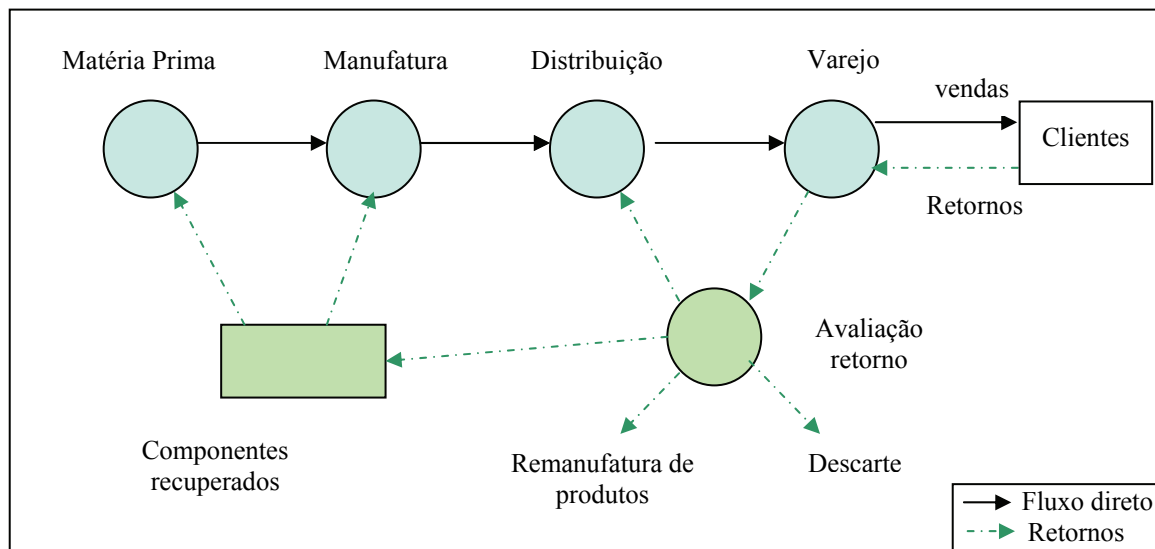 Matéria Prima
Manufatura
Distribuição
Varejo
vendas
Clientes
Retornos
Avaliação
retorno
Componentes
recuperados
Remanufatura de
produtos
Descarte
Fluxo direto
Retornos